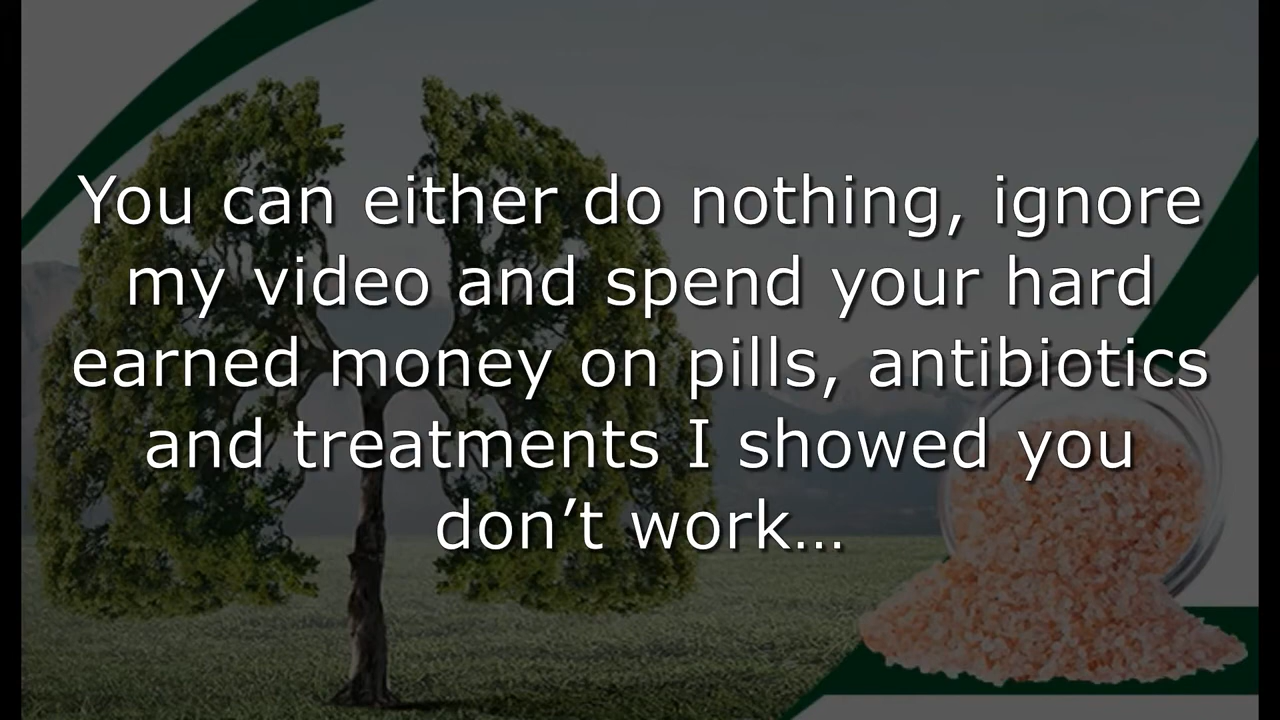 You can either do nothing, ignore
my video and spend your hard
earned money on pills, antibiotics
and treatments I showed you
don’t work…